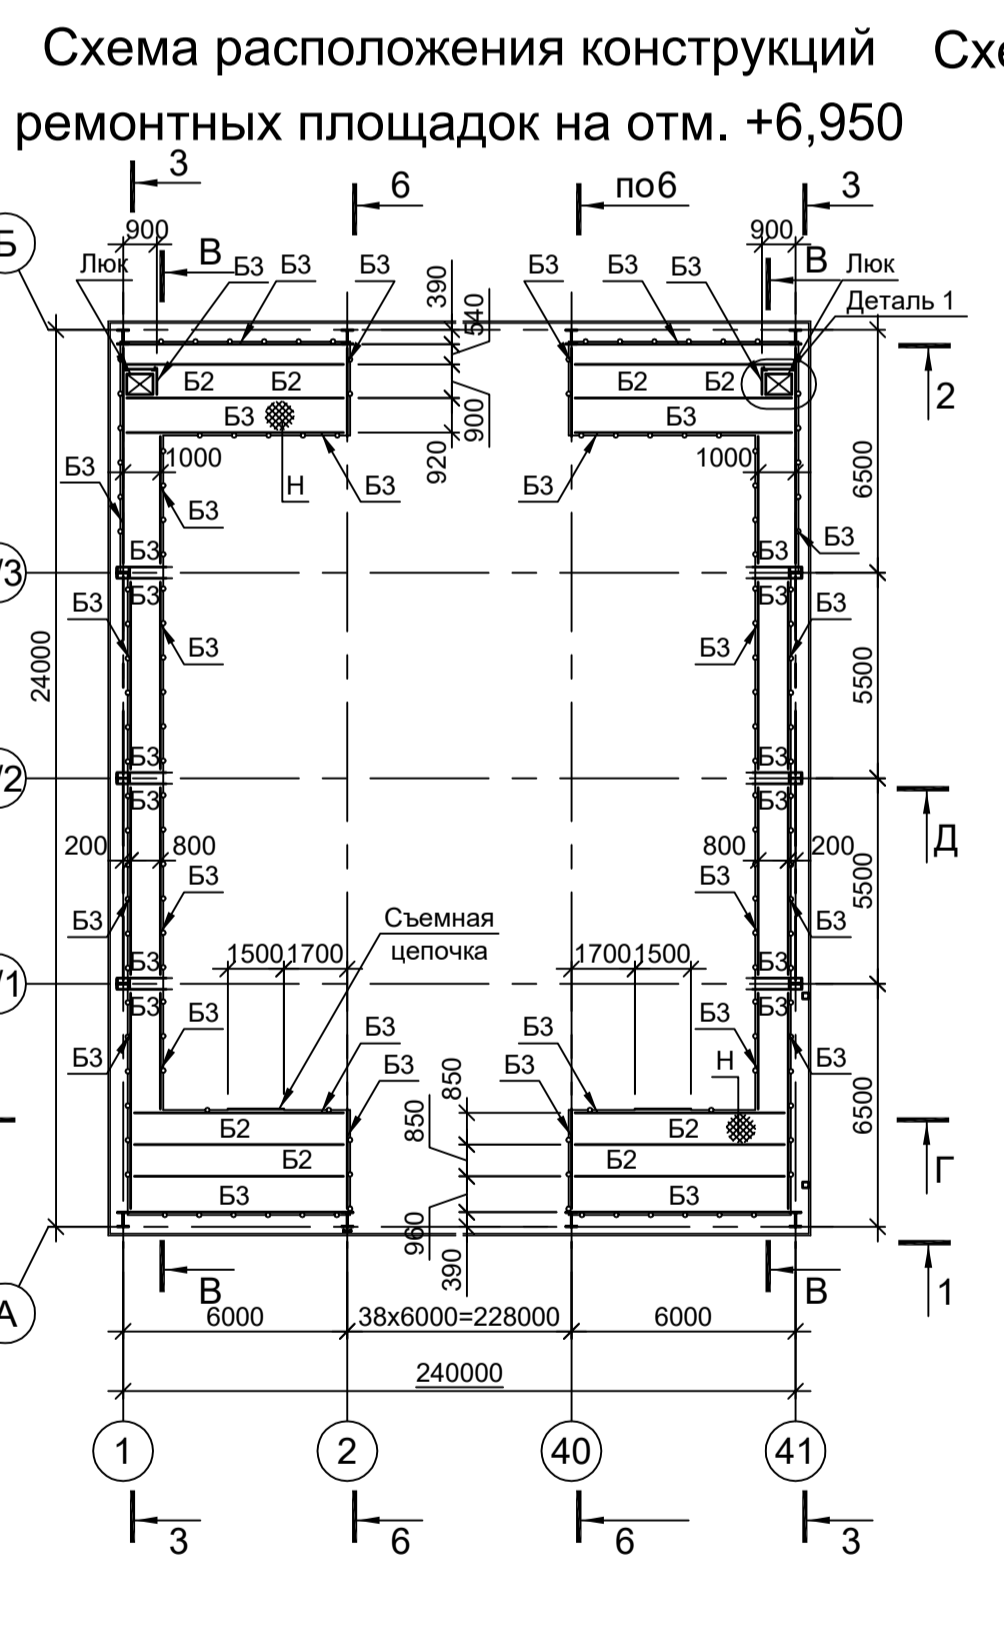 Схема расположения конструкций Схе
ремонтных площадок на отм. +6,950
3 6 по6 3
Б 900 В Б3 Б3 Б3 390 540 Б3 Б3 Б3 900 В Люк
Люк Деталь 1
Б2 Б2 Б2 Б2 2
Б3 900 Б3
Б3 1000 Н Б3 920 Б3 1000 6500
Б3 Б3
Б3 Б3
/3
Б3 Б3 Б3 Б3
Б3 Б3
24000 5500
Б3 Б3
/2
Б3 Б3
Д
200 800 800 200
Б3 Б3 5500
Б3 Съемная Б3
цепочка
Б3 1500 1700 1700 1500 Б3
/1
Б3 Б3 Б3 Б3
Б3 Б3 Б3 Б3
Б3 850 Б3 Н
850 6500
Б2 Б2
Б2 Б2 Г
Б3 Б3
960 390
В В 1
А
6000 38х6000=228000 6000
240000
1 2 40 41
3 6 6 3